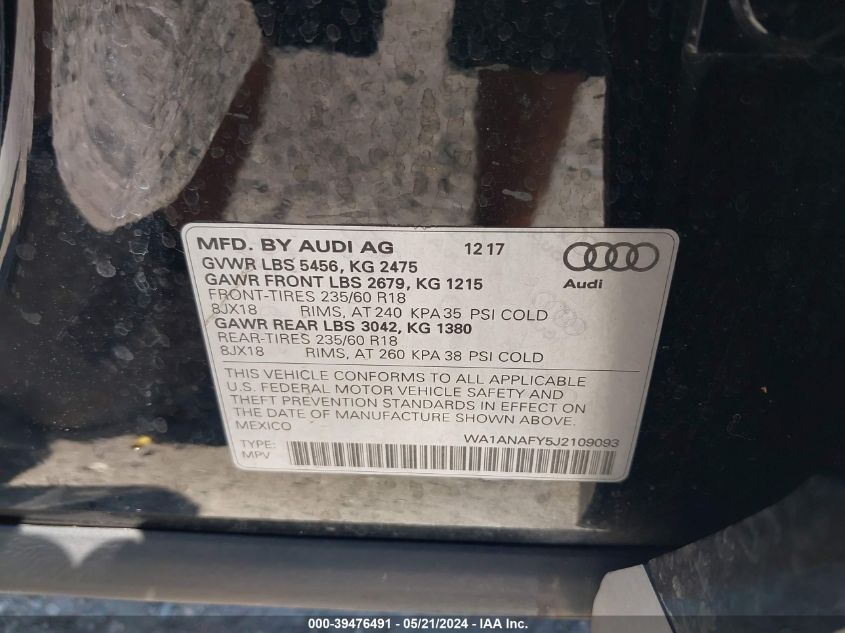 MFD. BY AUDI AG 12 17
GVWR LBS 5456, KG 2475
GAWR FRONT LBS 2679, KG 1215
FRONT-TIRES 235/60 R18
8JX18 RIMS, AT 240 KPA 35 PSI COLD
GAWR REAR LBS 3042, KG 1380
REAR-TIRES 235/60 R18
8JX18 RIMS, AT 260 KPA 38 PSI COLD
Audi
THIS VEHICLE CONFORMS TO ALL APPLICABLE
U.S. FEDERAL MOTOR VEHICLE SAFETY AND
THEFT PREVENTION STANDARDS IN EFFECT ON
THE DATE OF MANUFACTURE SHOWN ABOVE.
MEXICO
WA1ANAFY5J2109093
TYPE:
MPV
000-39476491 - 05/21/2024 - IAA Inc.